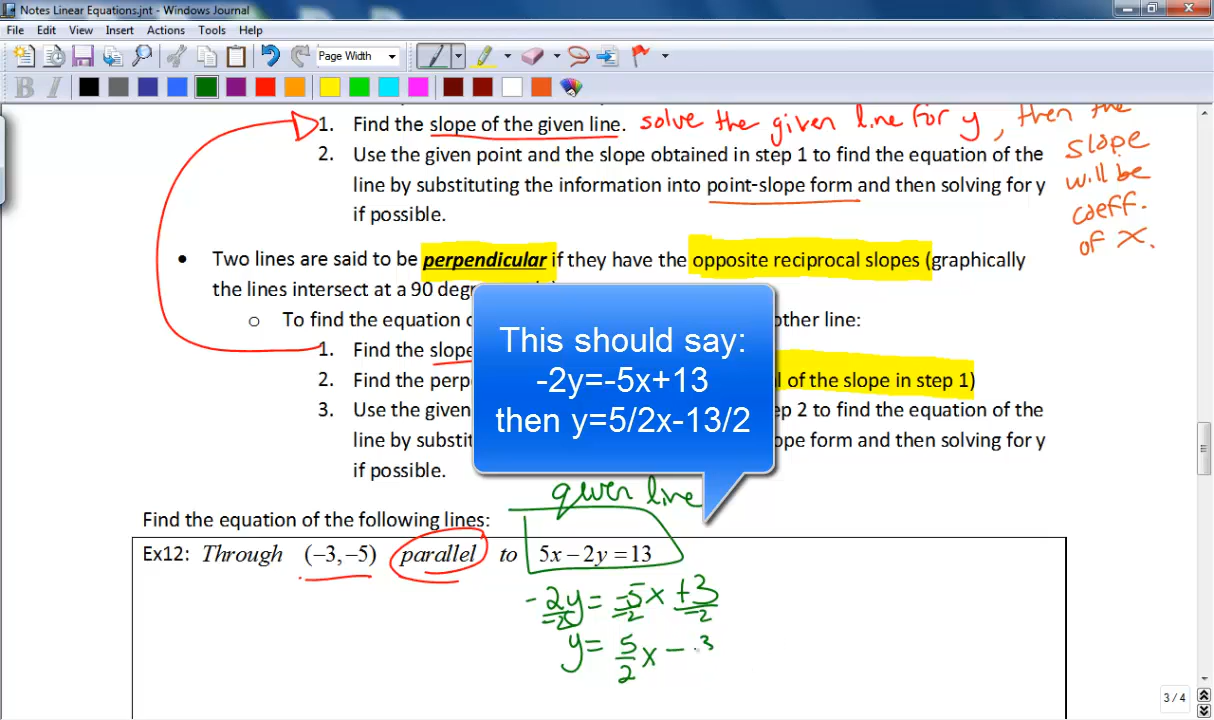 Notes Linear Equations.jnt - Windows Journal
File Edit View Insert Actions Tools Help
Page Width
B I
1. Find the slope of the given line. solve the given line for y, then the
slope
will be
coeff.
of x.
2. Use the given point and the slope obtained in step 1 to find the equation of the
line by substituting the information into point-slope form and then solving for y
if possible.
• Two lines are said to be perpendicular if they have the opposite reciprocal slopes (graphically
the lines intersect at a 90 deg
o To find the equation other line:
1. Find the slope
2. Find the perp l of the slope in step 1)
3. Use the given ep 2 to find the equation of the
line by substit ope form and then solving for y
if possible.
This should say:
-2y=-5x+13
then y=5/2x-13/2
given line
Find the equation of the following lines:
Ex12: Through (−3,−5) parallel to 5x − 2y = 13
-2y = -5x +3
-2 -2 -2
y = 5/2 x - 3
3 / 4